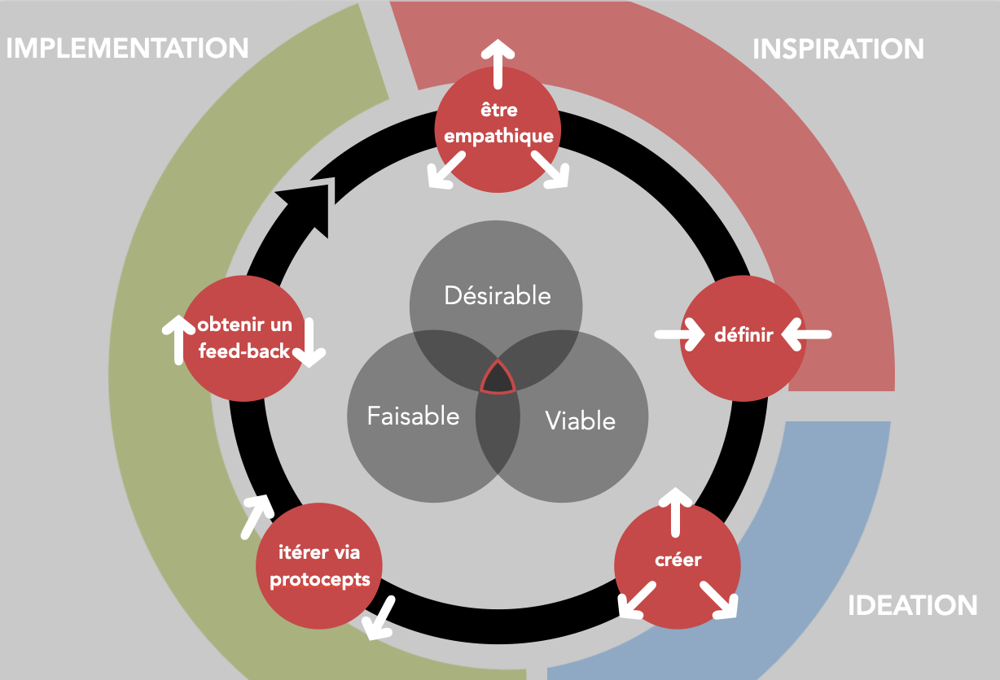 IMPLEMENTATION
INSPIRATION
être
empathique
Désirable
obtenir un
feed-back
définir
Faisable
Viable
itérer via
protocepts
créer
IDEATION